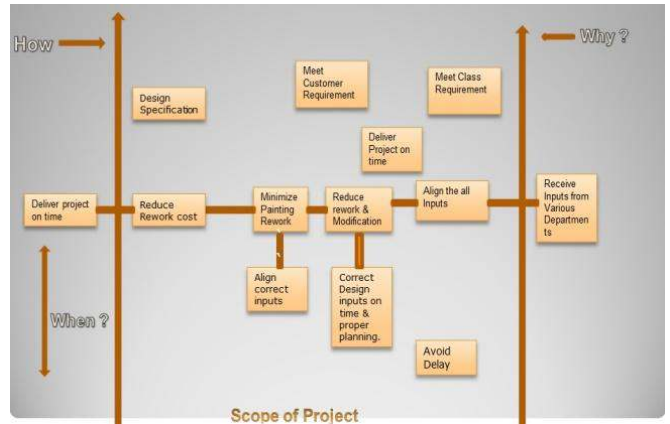 How
Why ?
Meet
Customer
Requirement
Meet Class
Requirement
Design
Specification
Deliver
Project on
time
Deliver project
on time
Reduce
Rework cost
Minimize
Painting
Rework
Reduce
rework &
Modification
Align the all
Inputs
Receive
Inputs from
Various
Departmen
ts
Align
correct
inputs
Correct
Design
inputs on
time &
proper
planning.
When ?
Avoid
Delay
Scope of Project